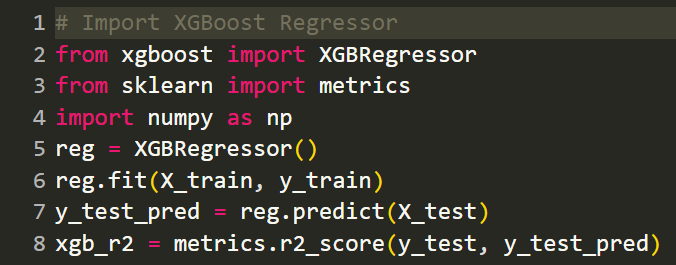 1 # Import XGBoost Regressor
2 from xgboost import XGBRegressor
3 from sklearn import metrics
4 import numpy as np
5 reg = XGBRegressor()
6 reg.fit(X_train, y_train)
7 y_test_pred = reg.predict(X_test)
8 xgb_r2 = metrics.r2_score(y_test, y_test_pred)